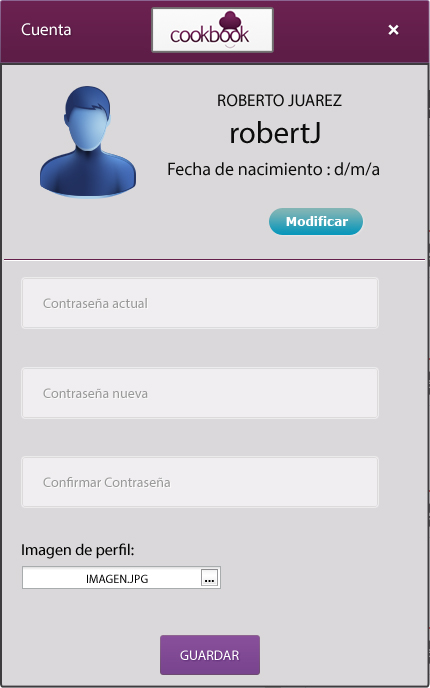 Cuenta
cookbook
×
ROBERTO JUAREZ
robertJ
Fecha de nacimiento : d/m/a
Modificar
Contraseña actual
Contraseña nueva
Confirmar Contraseña
Imagen de perfil:
IMAGEN.JPG ...
GUARDAR